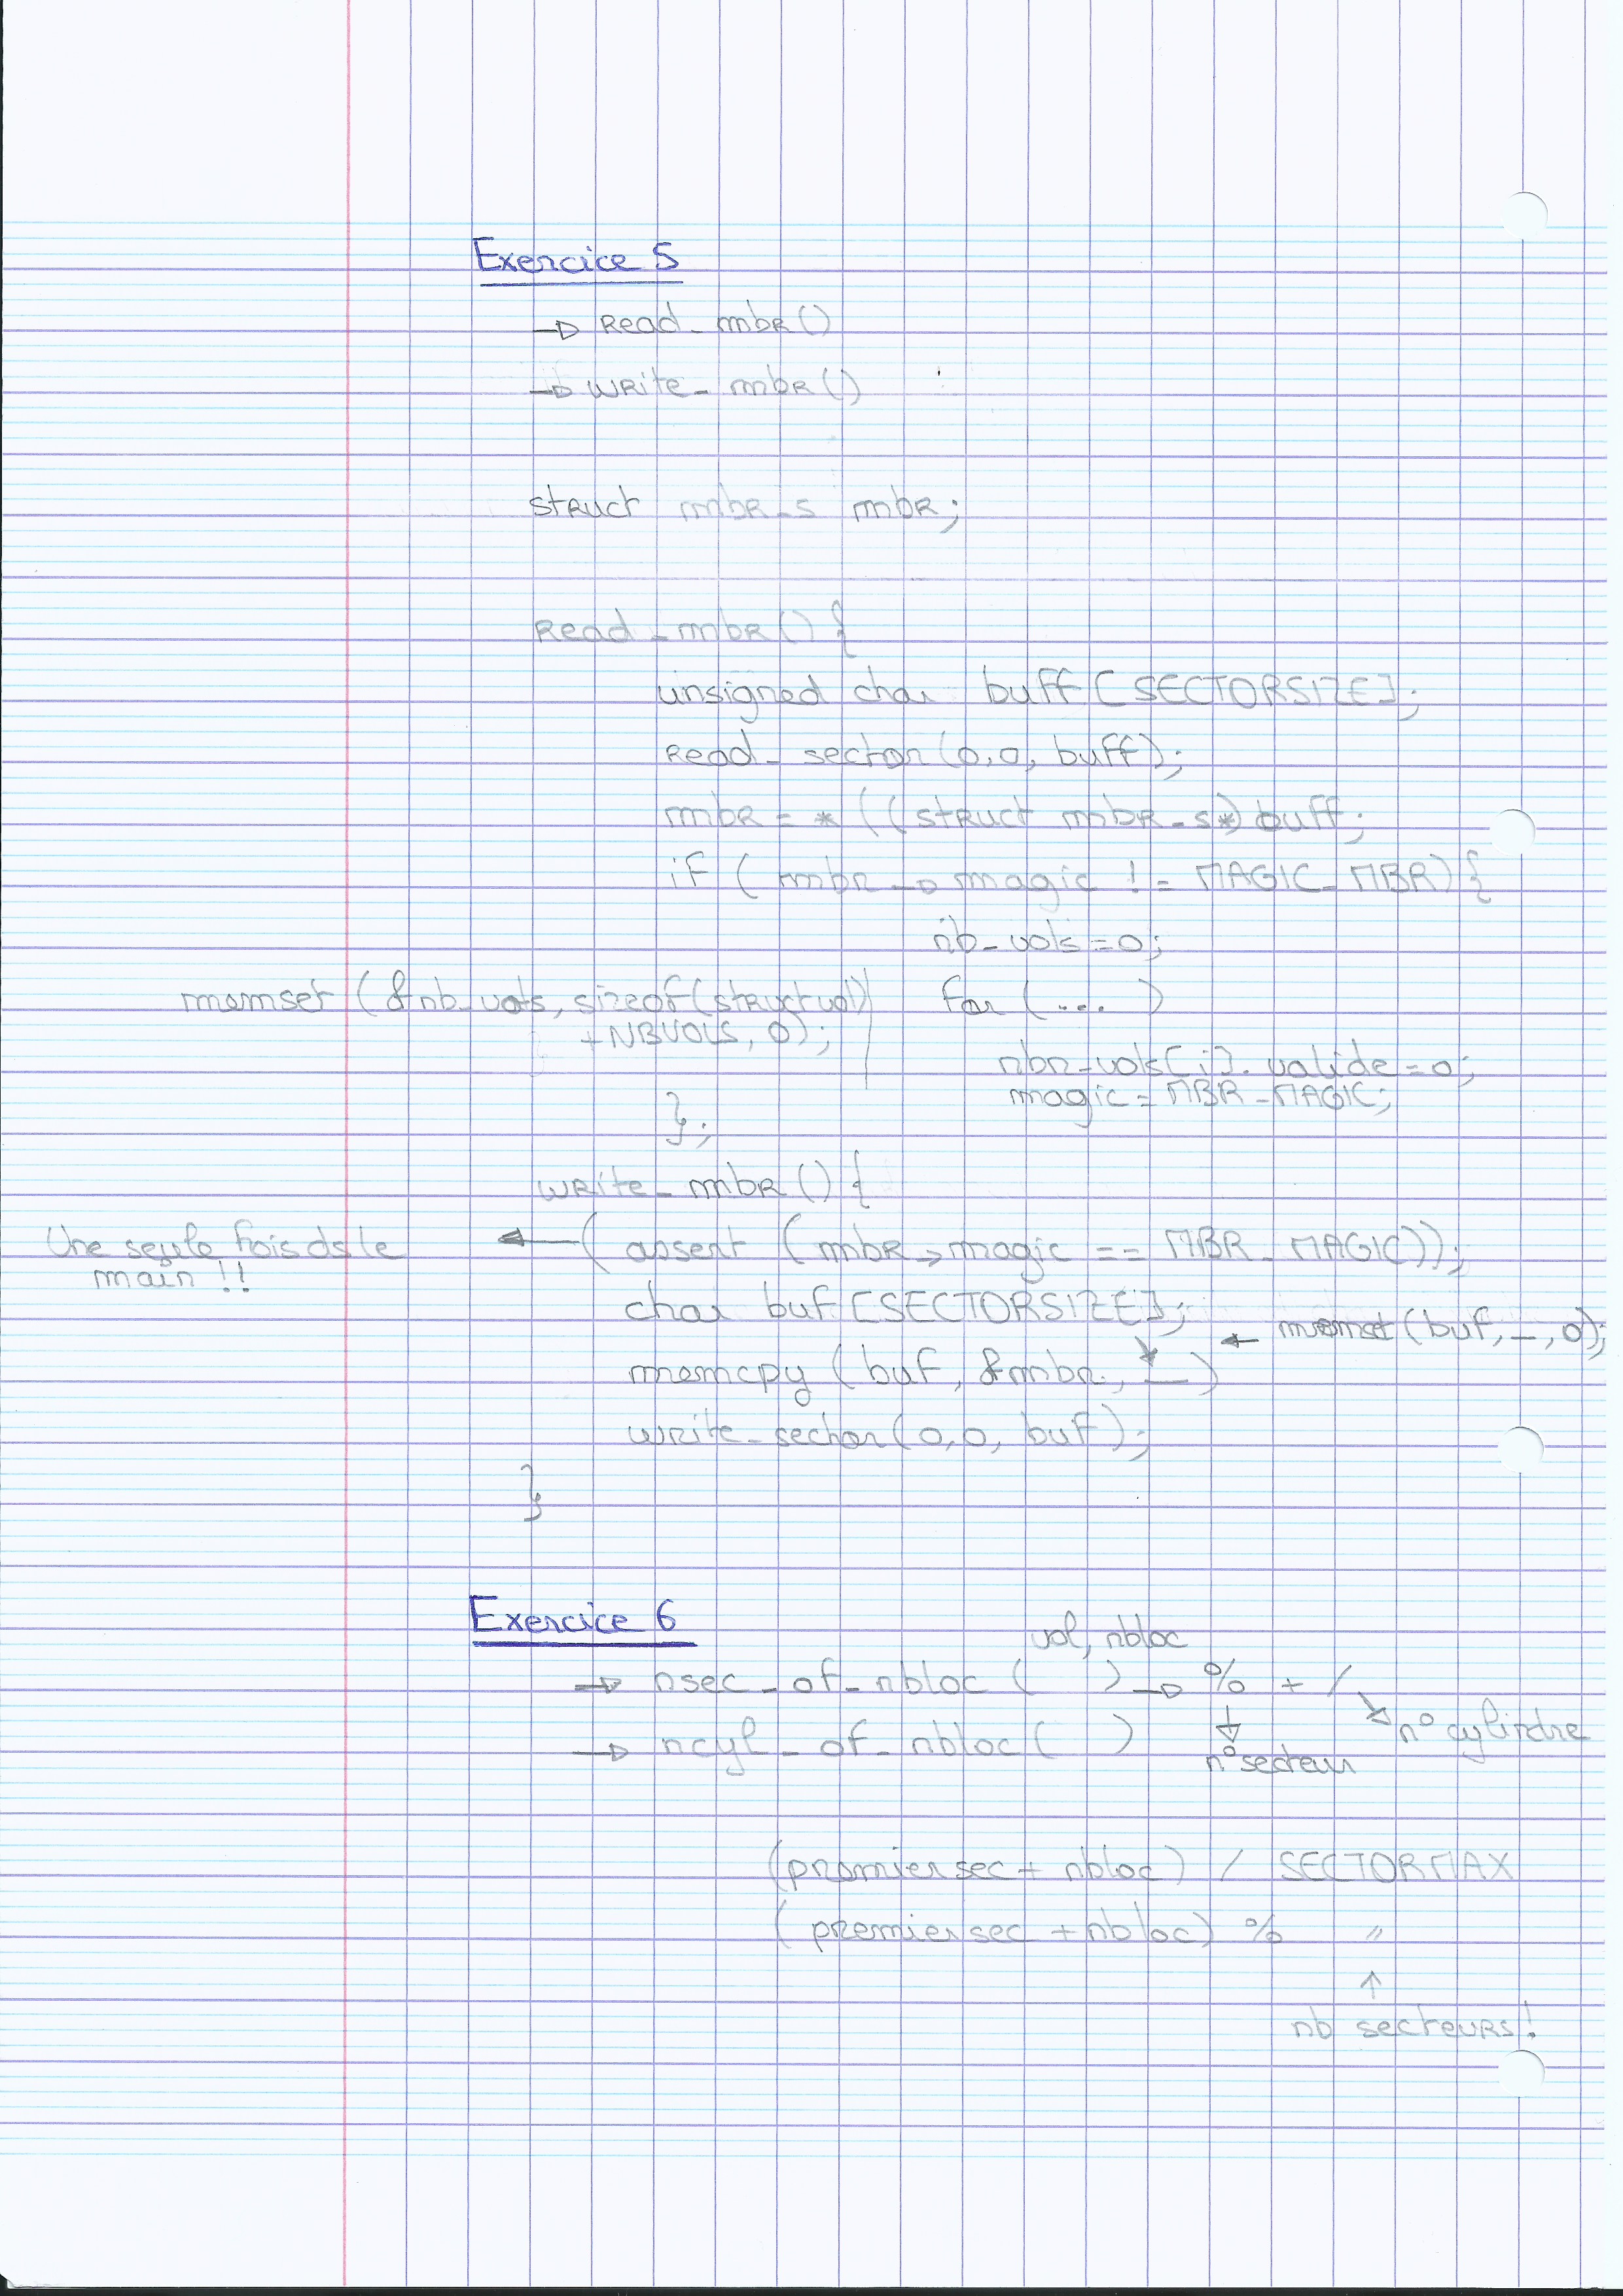 Exercice 5
→ Read_mbr()
→ write_mbr()
struct mbr_s mbr;
Read_mbr() {
unsigned char buff[SECTORSIZE];
Read_sector(0,0, buff);
mbr = * ((struct mbr_s*) buff;
if (mbr → magic != MAGIC_MBR) {
nb_vols = 0;
memset (&nb_vols, sizeof(struct vol) for (.... )
+NBVOLS, 0);
mbr_vols[i]. valide = 0;
magic = MBR_MAGIC;
};
write_mbr() {
Une seule fois ds le ← ( assert (mbr→magic == MBR_MAGIC));
main !!
char buf [SECTORSIZE];
← memset (buf, _ , 0);
memcpy (buf, &mbr, __ )
write_sector(0,0, buf);
}
Exercice 6
vol, nbloc
→ nsec_of_nbloc ( ) → % + /
→ ncyl_of_nbloc ( ) n° cylindre
n° secteur
(premier sec + nbloc) / SECTORMAX
(premier sec + nbloc) % "
↑
nb secteurs!